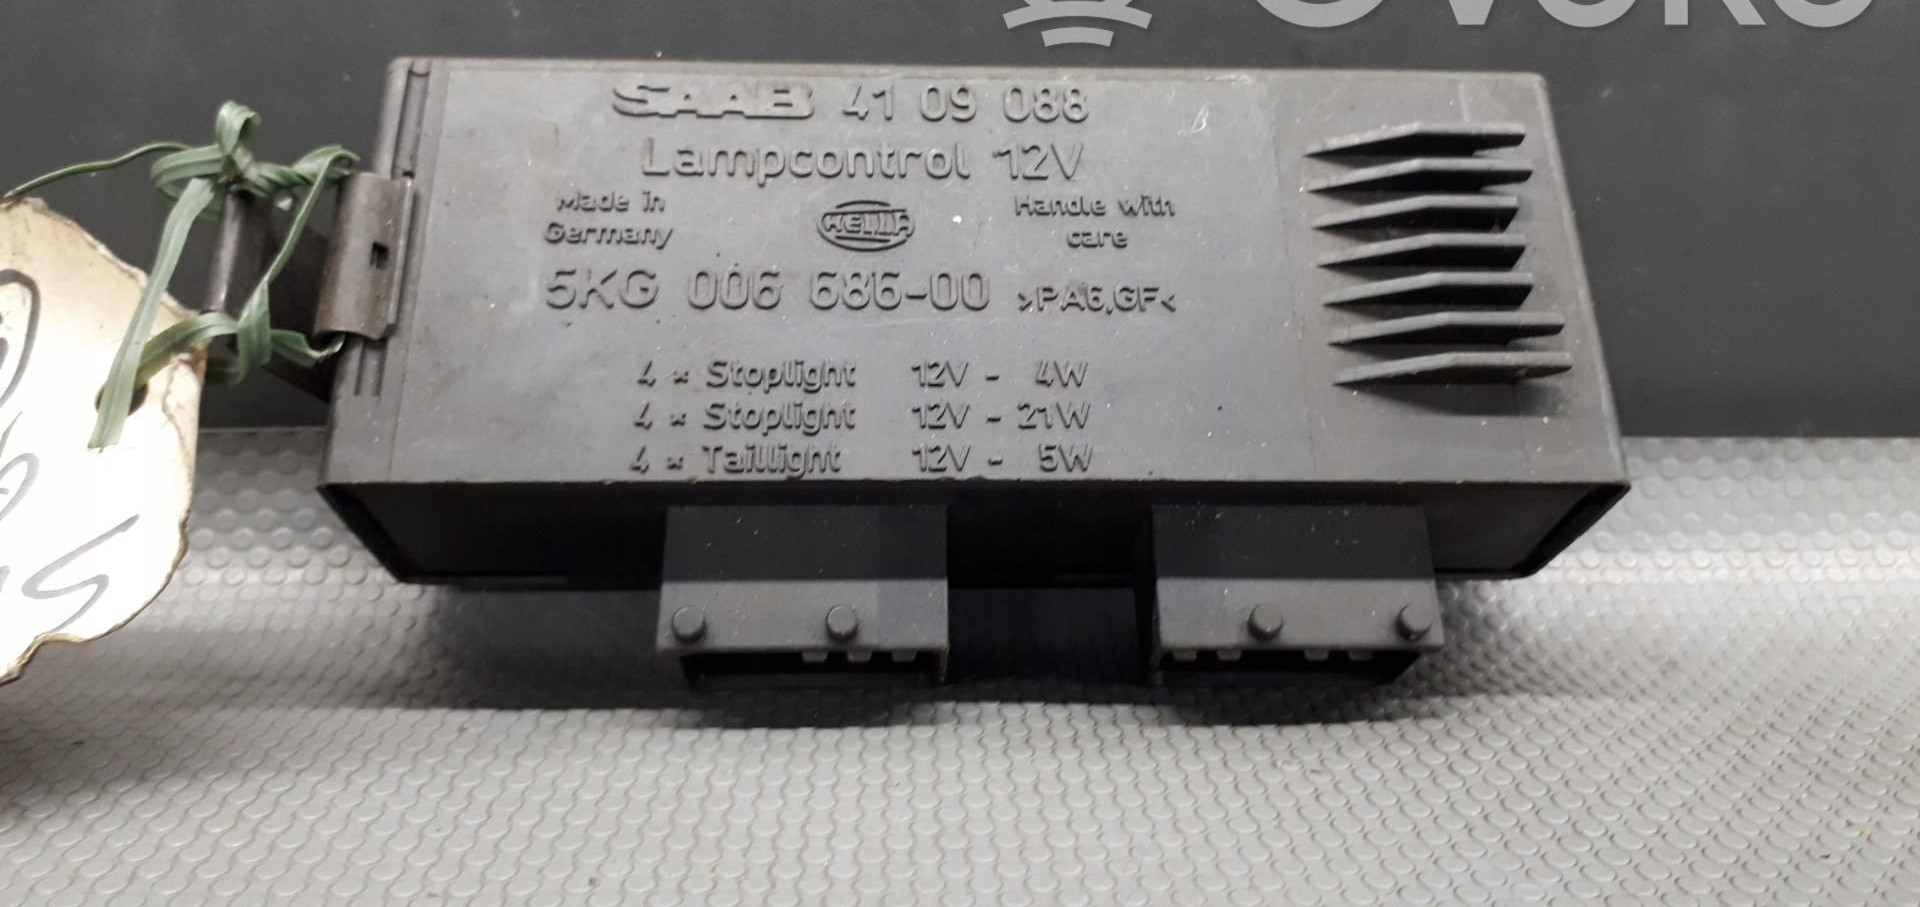 SAAB 41 09 088
Lampcontrol 12V
Made in Germany
HELLA
Handle with care
5KG 006 686-00 >PA6,GF<
4 × Stoplight 12V - 4W
4 × Stoplight 12V - 21W
4 × Taillight 12V - 5W